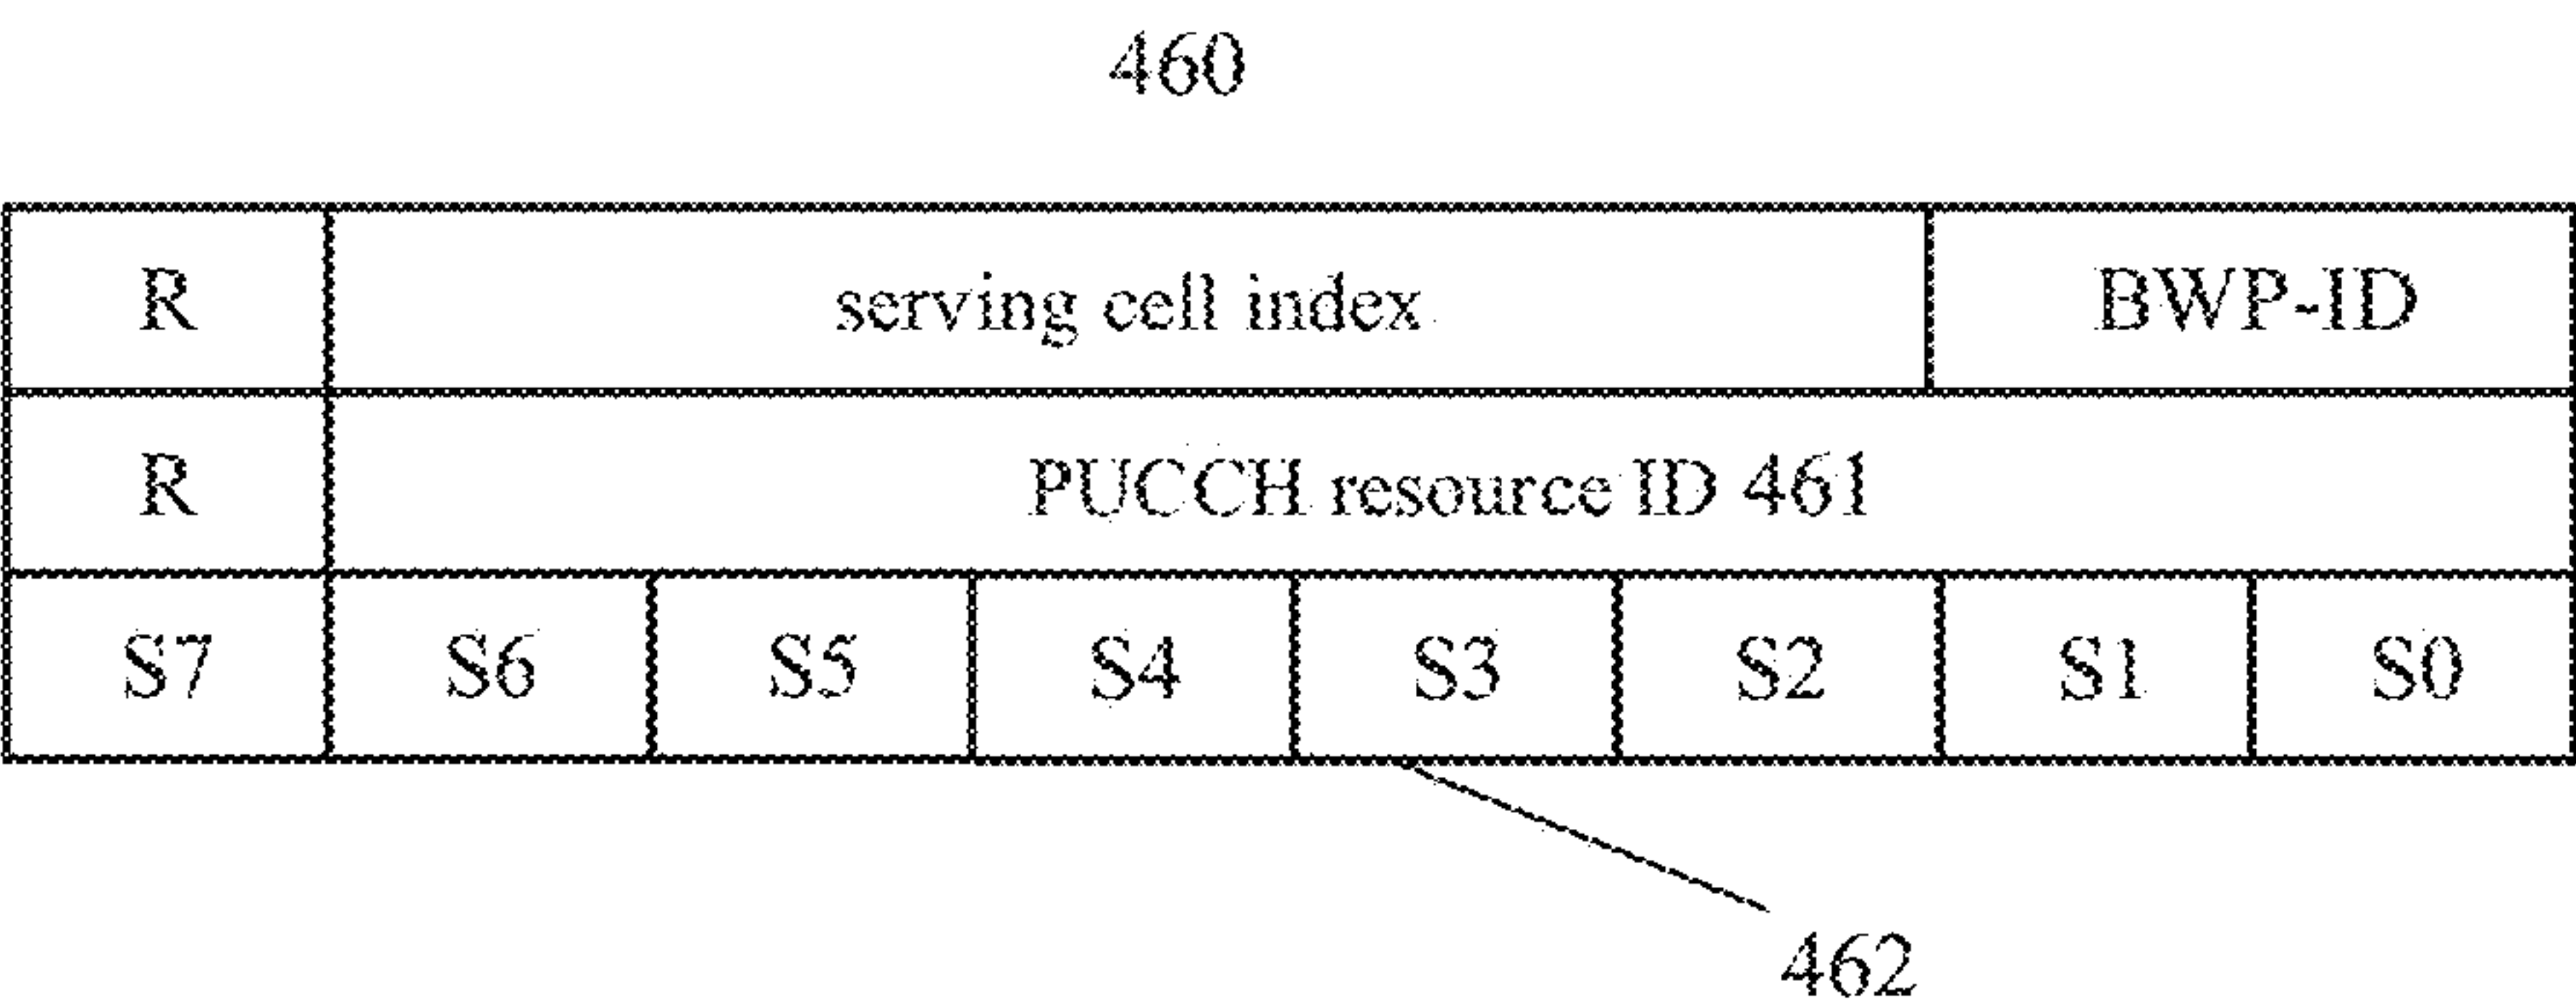 460
R serving cell index BWP-ID
R PUCCH resource ID 461
S7 S6 S5 S4 S3 S2 S1 S0
462